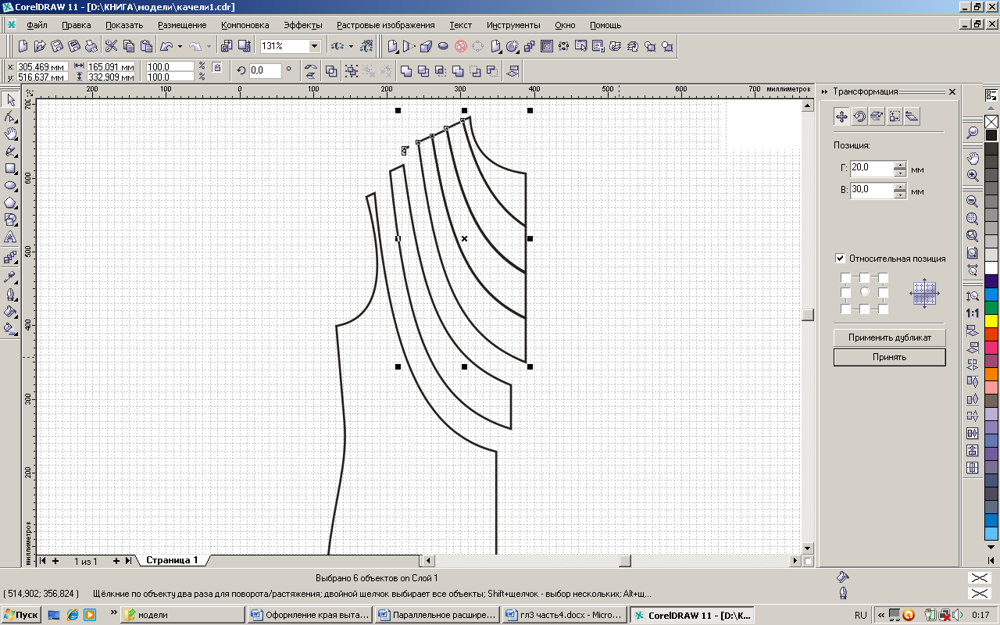 CorelDRAW 11 - [D:\КНИГА\модели\качели1.cdr]
Файл Правка Показать Размещение Компоновка Эффекты Растровые изображения Текст Инструменты Окно Помощь
131%
x: 305.469 мм 165.091 мм 100.0 % 0,0 °
y: 516.637 мм 332.909 мм 100.0 %
200 100 0 100 200 300 400 500 600 700 миллиметров
700
600
500
400
300
200
миллиметров
Трансформация
Позиция:
Г: 20,0 мм
В: 30,0 мм
Относительная позиция
Применить дубликат
Принять
1:1
1 из 1 Страница 1
Выбрано 6 объектов on Слой 1
( 514,902; 356,824 ) Щёлкние по объекту два раза для поворота/растяжения; двойной щелчок выбирает все объекты; Shift+щелчок - выбор нескольких; Alt+щ...
Пуск модели Оформление края выта... Параллельное расшире... гл3 часть4.docx - Micro... CorelDRAW 11 - [D:\К... RU 0:17